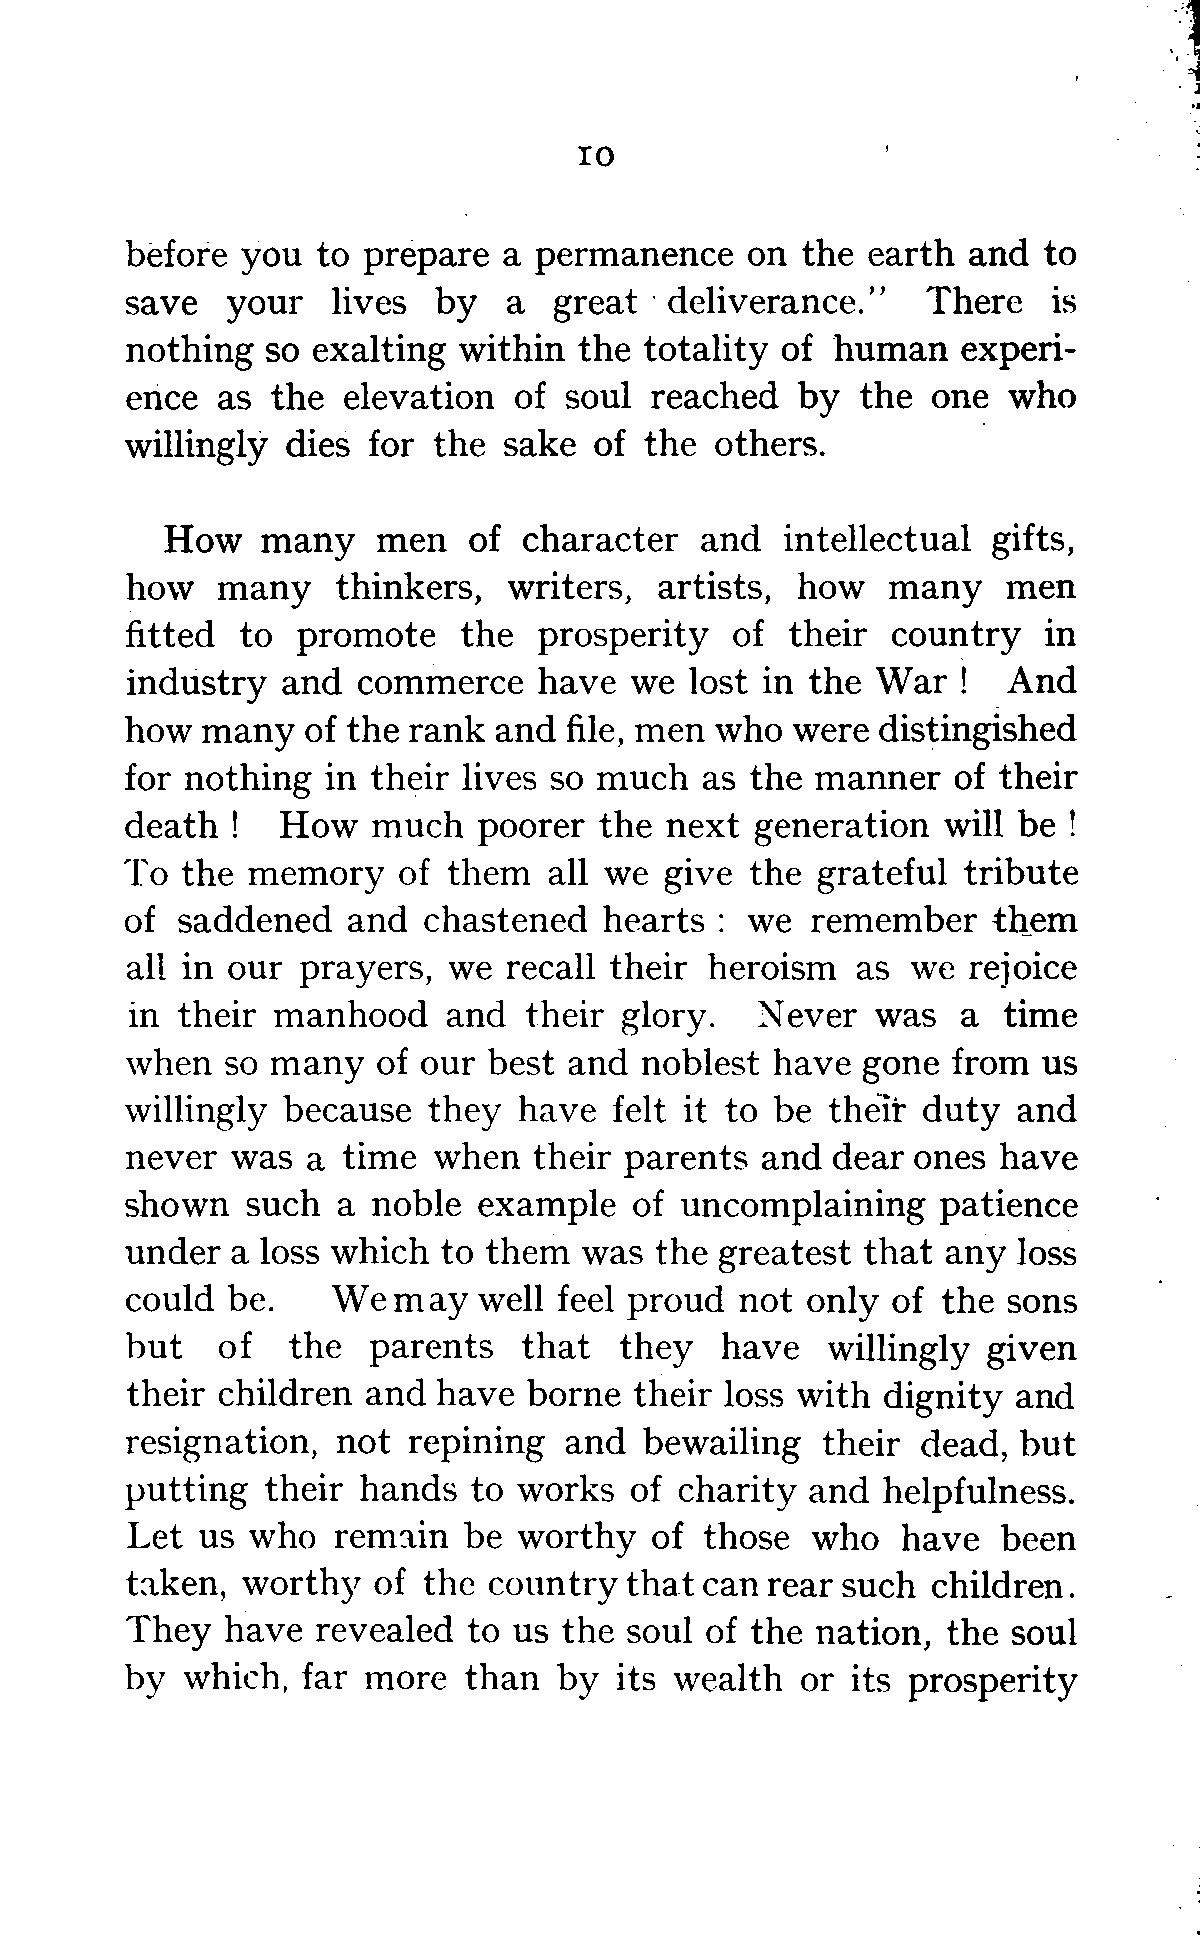 10
before you to prepare a permanence on the earth and to
save your lives by a great deliverance." There is
nothing so exalting within the totality of human experi-
ence as the elevation of soul reached by the one who
willingly dies for the sake of the others.
How many men of character and intellectual gifts,
how many thinkers, writers, artists, how many men
fitted to promote the prosperity of their country in
industry and commerce have we lost in the War ! And
how many of the rank and file, men who were distingished
for nothing in their lives so much as the manner of their
death ! How much poorer the next generation will be !
To the memory of them all we give the grateful tribute
of saddened and chastened hearts : we remember them
all in our prayers, we recall their heroism as we rejoice
in their manhood and their glory. Never was a time
when so many of our best and noblest have gone from us
willingly because they have felt it to be their duty and
never was a time when their parents and dear ones have
shown such a noble example of uncomplaining patience
under a loss which to them was the greatest that any loss
could be. We may well feel proud not only of the sons
but of the parents that they have willingly given
their children and have borne their loss with dignity and
resignation, not repining and bewailing their dead, but
putting their hands to works of charity and helpfulness.
Let us who remain be worthy of those who have been
taken, worthy of the country that can rear such children.
They have revealed to us the soul of the nation, the soul
by which, far more than by its wealth or its prosperity